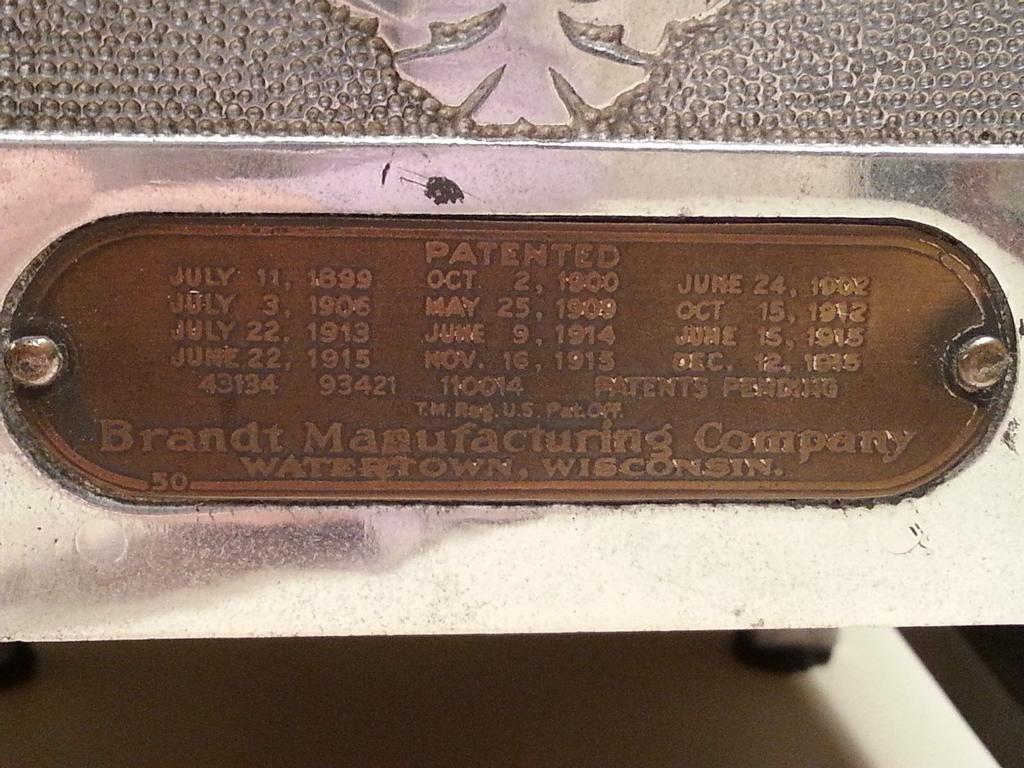 PATENTED
JULY 11, 1899 OCT. 2, 1900 JUNE 24, 1902
JULY 3, 1906 MAY 25, 1909 OCT 15, 1912
JULY 22, 1913 JUNE 9, 1914 JUNE 15, 1915
JUNE 22, 1915 NOV. 16, 1915 DEC. 12, 1915
43134 93421 110014 PATENTS PENDING
T.M. Reg. U.S. Pat. Off.
Brandt Manufacturing Company
WATERTOWN, WISCONSIN.
50